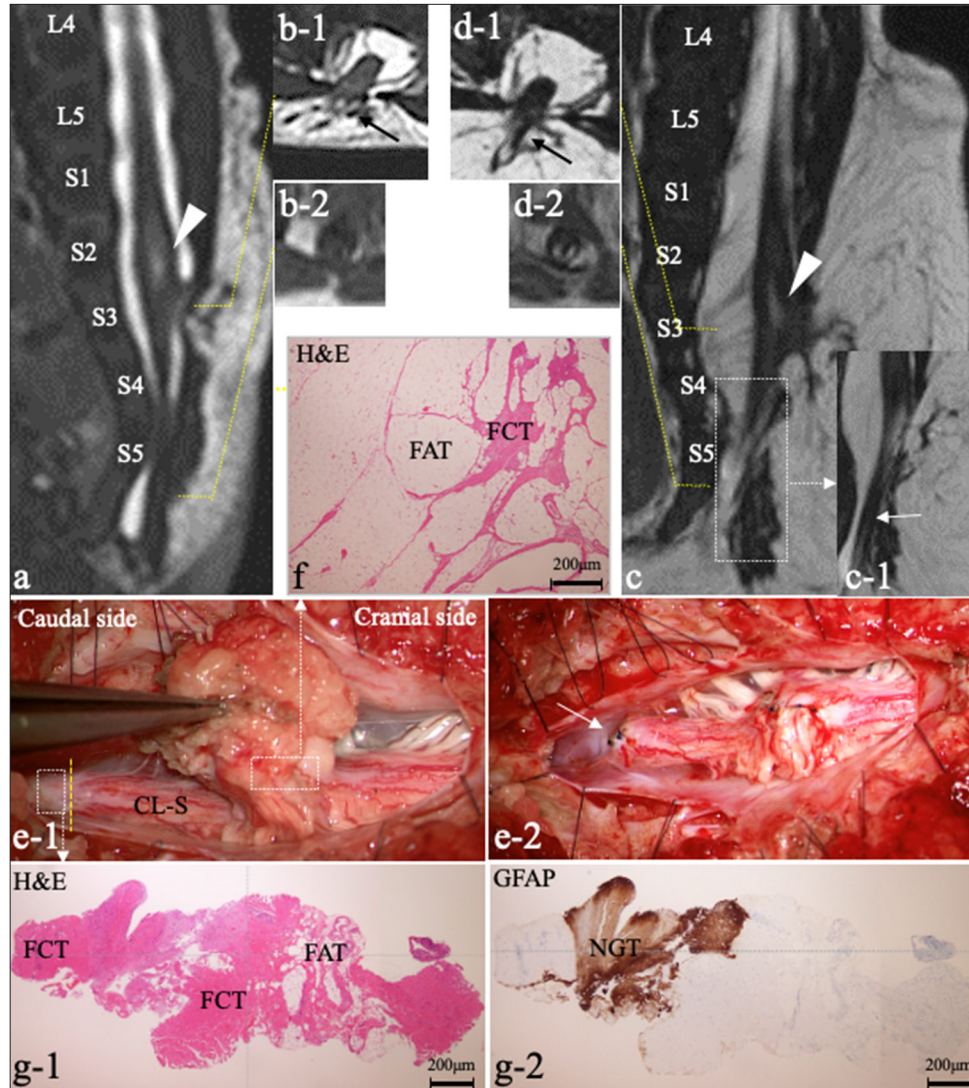 L4
L5
S1
S2
S3
S4
S5
a
b-1
d-1
b-2
d-2
H&E
FAT
FCT
200μm
f
L4
L5
S1
S2
S3
S4
S5
c
c-1
Caudal side
Cranial side
CL-S
e-1
e-2
H&E
FCT
FAT
FCT
200μm
g-1
GFAP
NGT
200μm
g-2